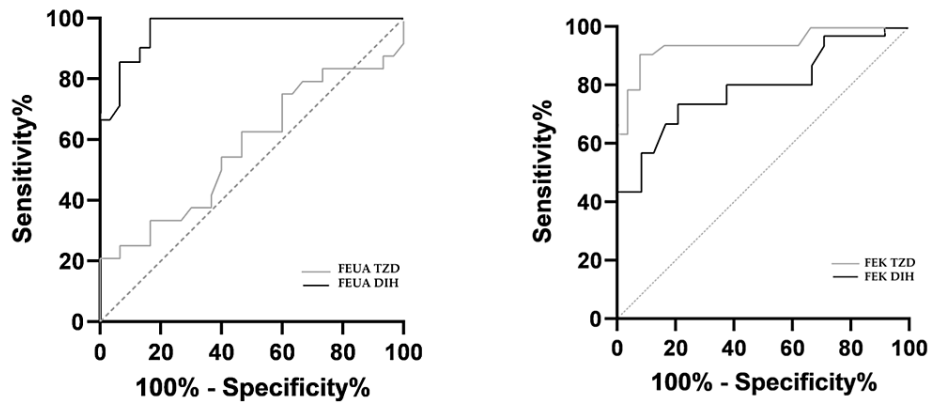 100
80
60
40
20
0
Sensitivity%
0 20 40 60 80 100
100% - Specificity%
FEUA TZD
FEUA DIH
100
80
60
40
20
0
Sensitivity%
0 20 40 60 80 100
100% - Specificity%
FEK TZD
FEK DIH